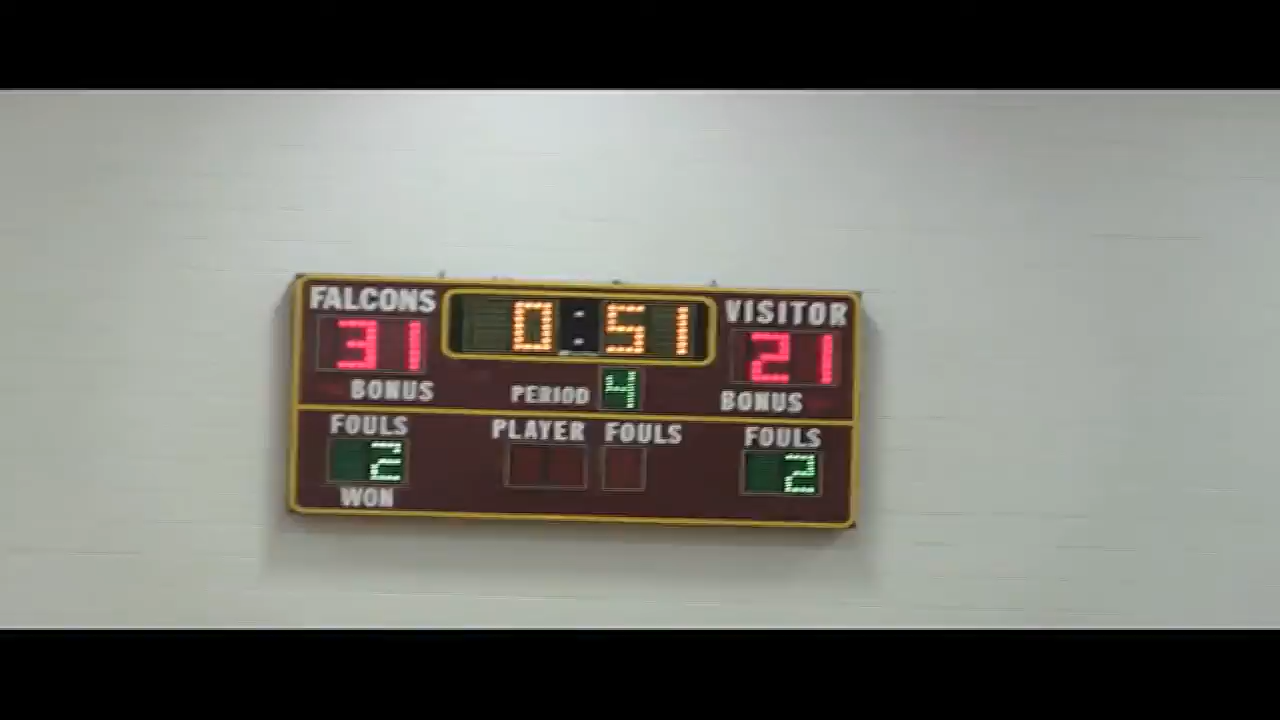 FALCONS 0:51 VISITOR
31 21
BONUS PERIOD 4 BONUS
FOULS PLAYER FOULS FOULS
2 2
WON